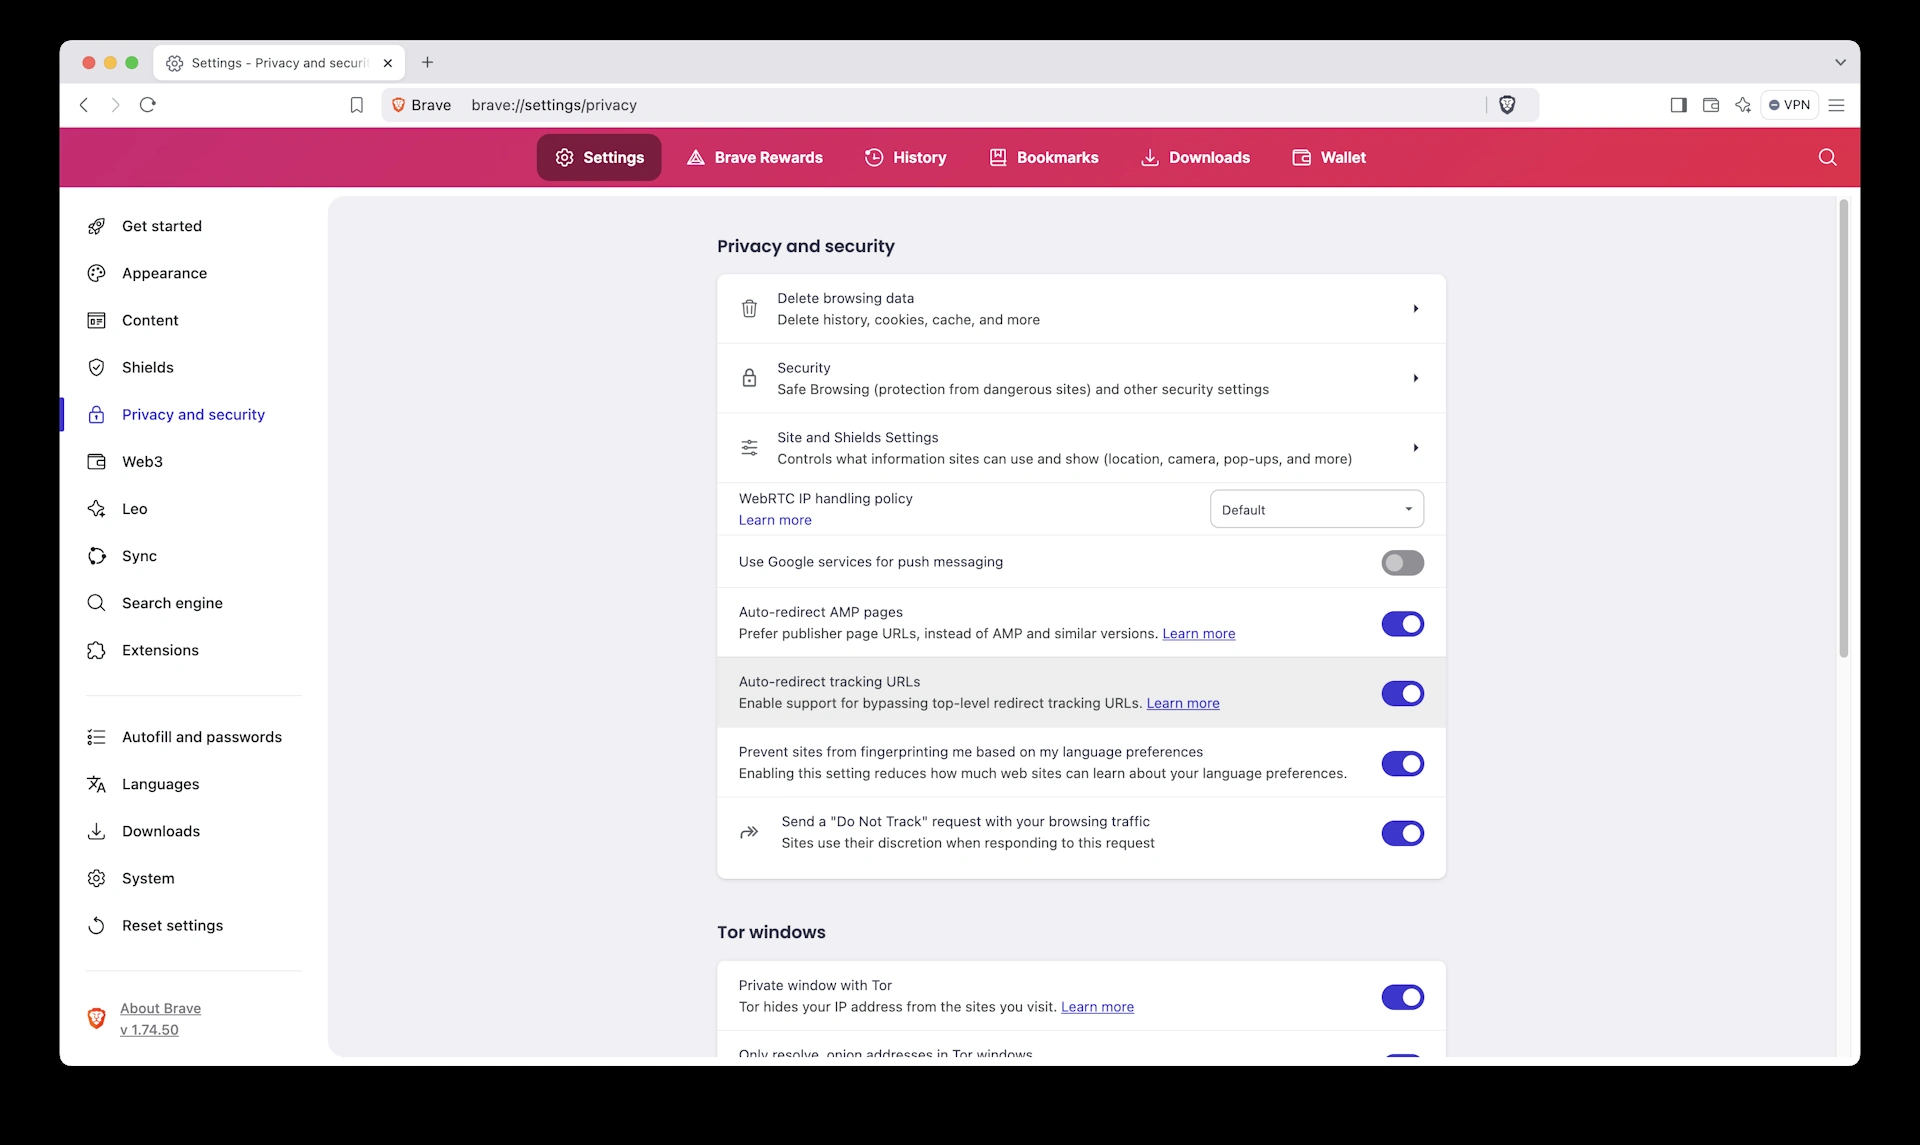 Settings - Privacy and securi
Brave
brave://settings/privacy
VPN
Settings
Brave Rewards
History
Bookmarks
Downloads
Wallet
Get started
Appearance
Content
Shields
Privacy and security
Web3
Leo
Sync
Search engine
Extensions
Autofill and passwords
Languages
Downloads
System
Reset settings
About Brave
v 1.74.50
Privacy and security
Delete browsing data
Delete history, cookies, cache, and more
Security
Safe Browsing (protection from dangerous sites) and other security settings
Site and Shields Settings
Controls what information sites can use and show (location, camera, pop-ups, and more)
WebRTC IP handling policy
Learn more
Default
Use Google services for push messaging
Auto-redirect AMP pages
Prefer publisher page URLs, instead of AMP and similar versions. Learn more
Auto-redirect tracking URLs
Enable support for bypassing top-level redirect tracking URLs. Learn more
Prevent sites from fingerprinting me based on my language preferences
Enabling this setting reduces how much web sites can learn about your language preferences.
Send a "Do Not Track" request with your browsing traffic
Sites use their discretion when responding to this request
Tor windows
Private window with Tor
Tor hides your IP address from the sites you visit. Learn more
Only resolve .onion addresses in Tor windows